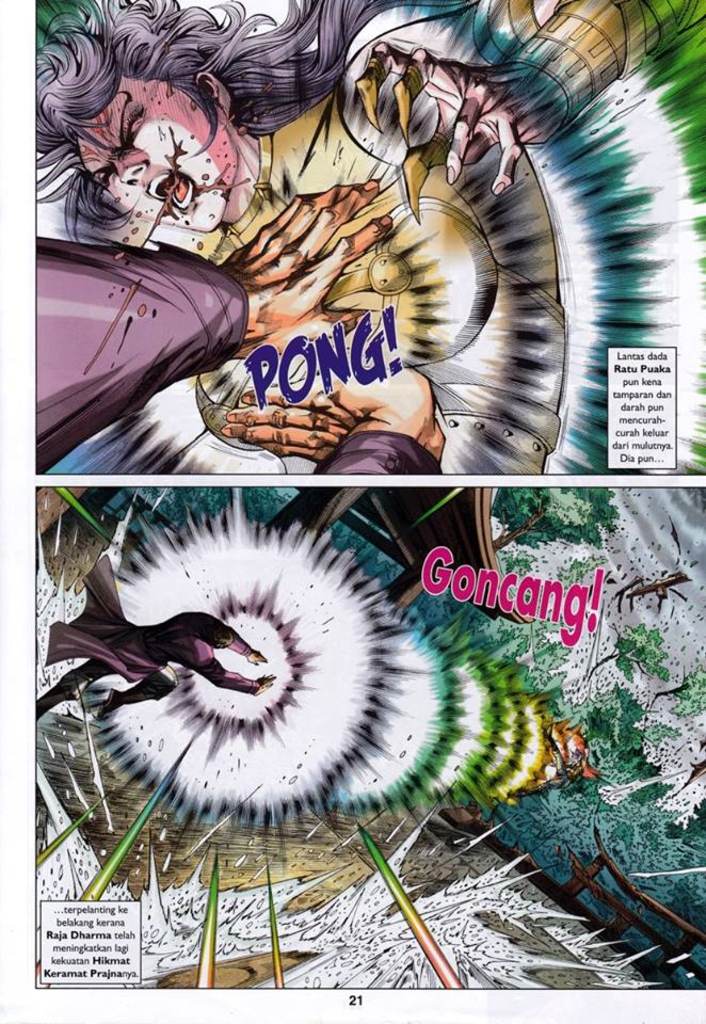 PONG!
Lantas dada
Ratu Puaka
pun kena
tamparan dan
darah pun
mencurah-
curah keluar
dari mulutnya.
Dia pun...
Goncang!
...terpelanting ke
belakang kerana
Raja Dharma telah
meningkatkan lagi
kekuatan Hikmat
Keramat Prajnanya.
21